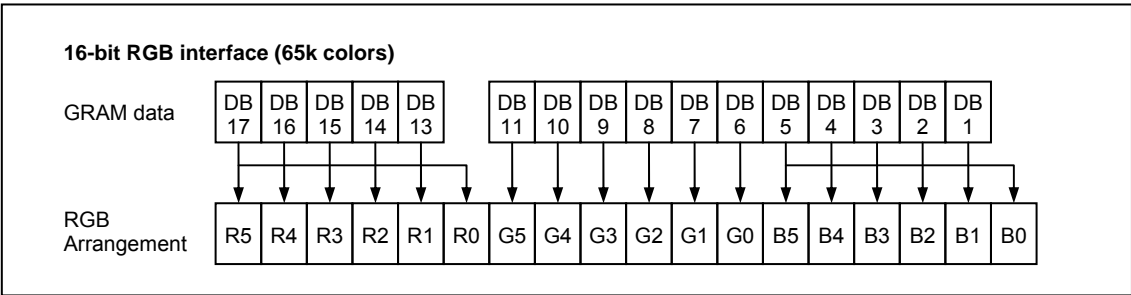 16-bit RGB interface (65k colors)
GRAM data
DB 17 DB 16 DB 15 DB 14 DB 13 DB 11 DB 10 DB 9 DB 8 DB 7 DB 6 DB 5 DB 4 DB 3 DB 2 DB 1
RGB
Arrangement
R5 R4 R3 R2 R1 R0 G5 G4 G3 G2 G1 G0 B5 B4 B3 B2 B1 B0